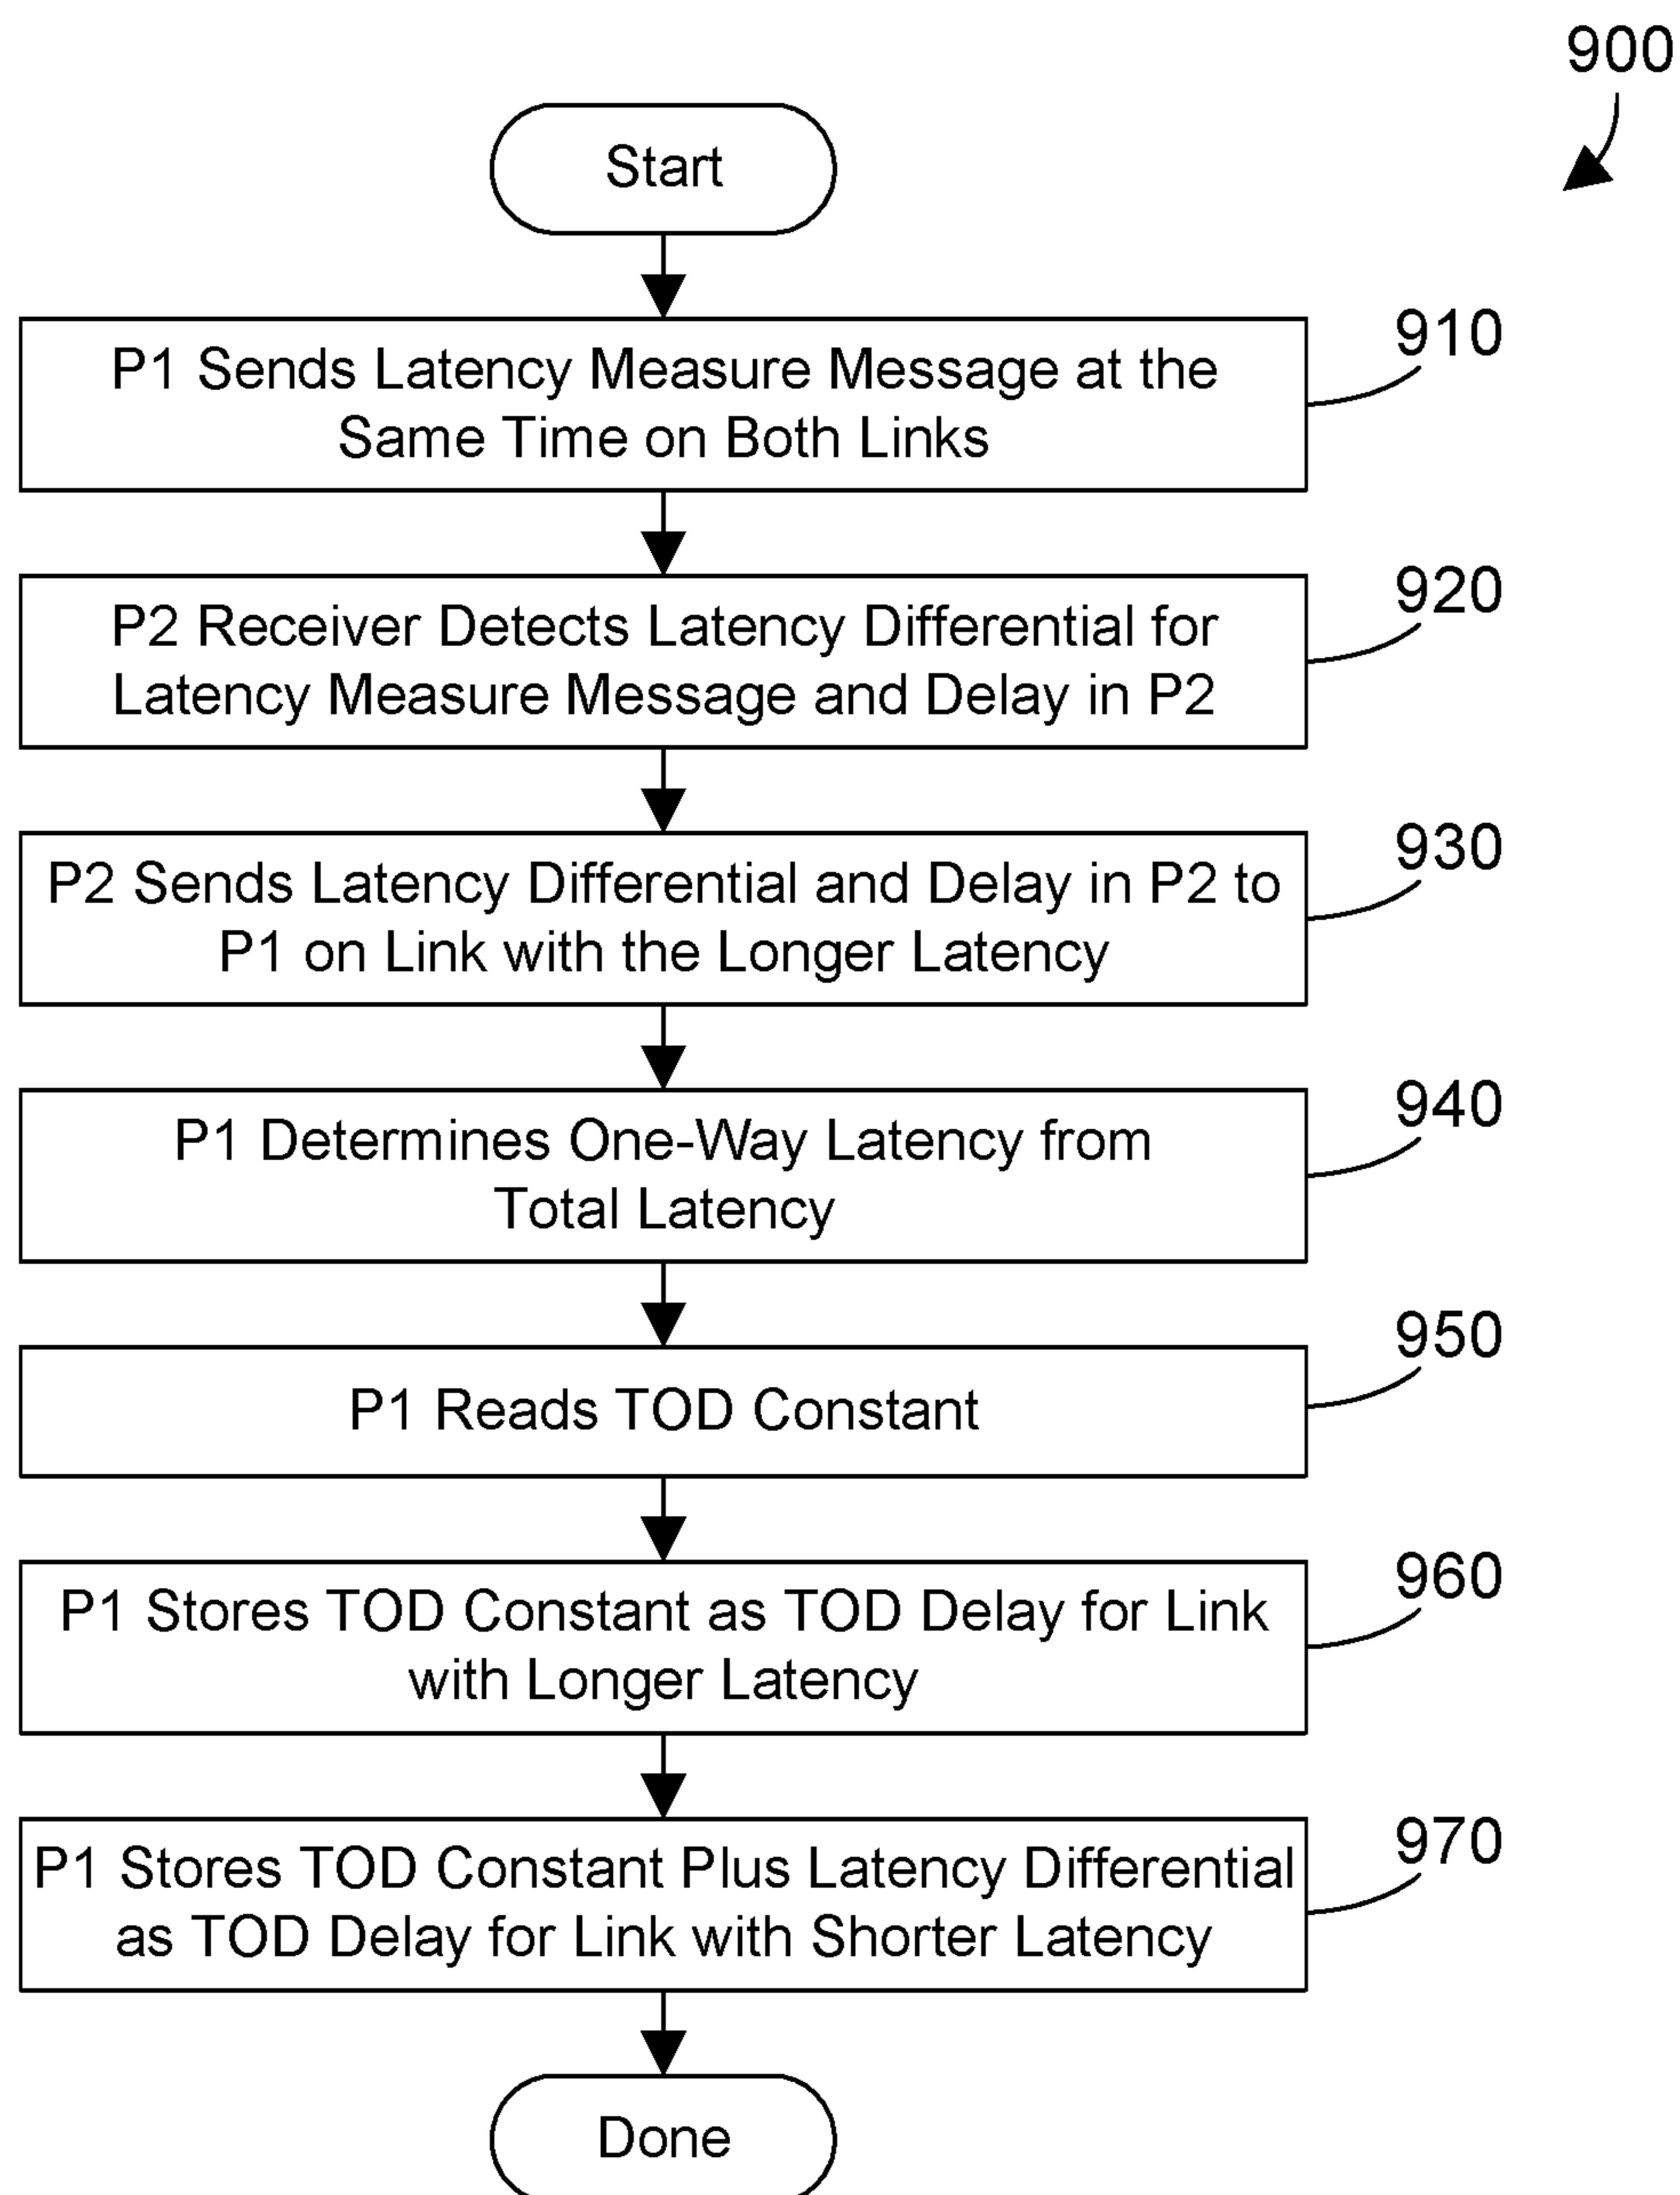 900
Start
910
P1 Sends Latency Measure Message at the
Same Time on Both Links
920
P2 Receiver Detects Latency Differential for
Latency Measure Message and Delay in P2
930
P2 Sends Latency Differential and Delay in P2 to
P1 on Link with the Longer Latency
940
P1 Determines One-Way Latency from
Total Latency
950
P1 Reads TOD Constant
960
P1 Stores TOD Constant as TOD Delay for Link
with Longer Latency
970
P1 Stores TOD Constant Plus Latency Differential
as TOD Delay for Link with Shorter Latency
Done